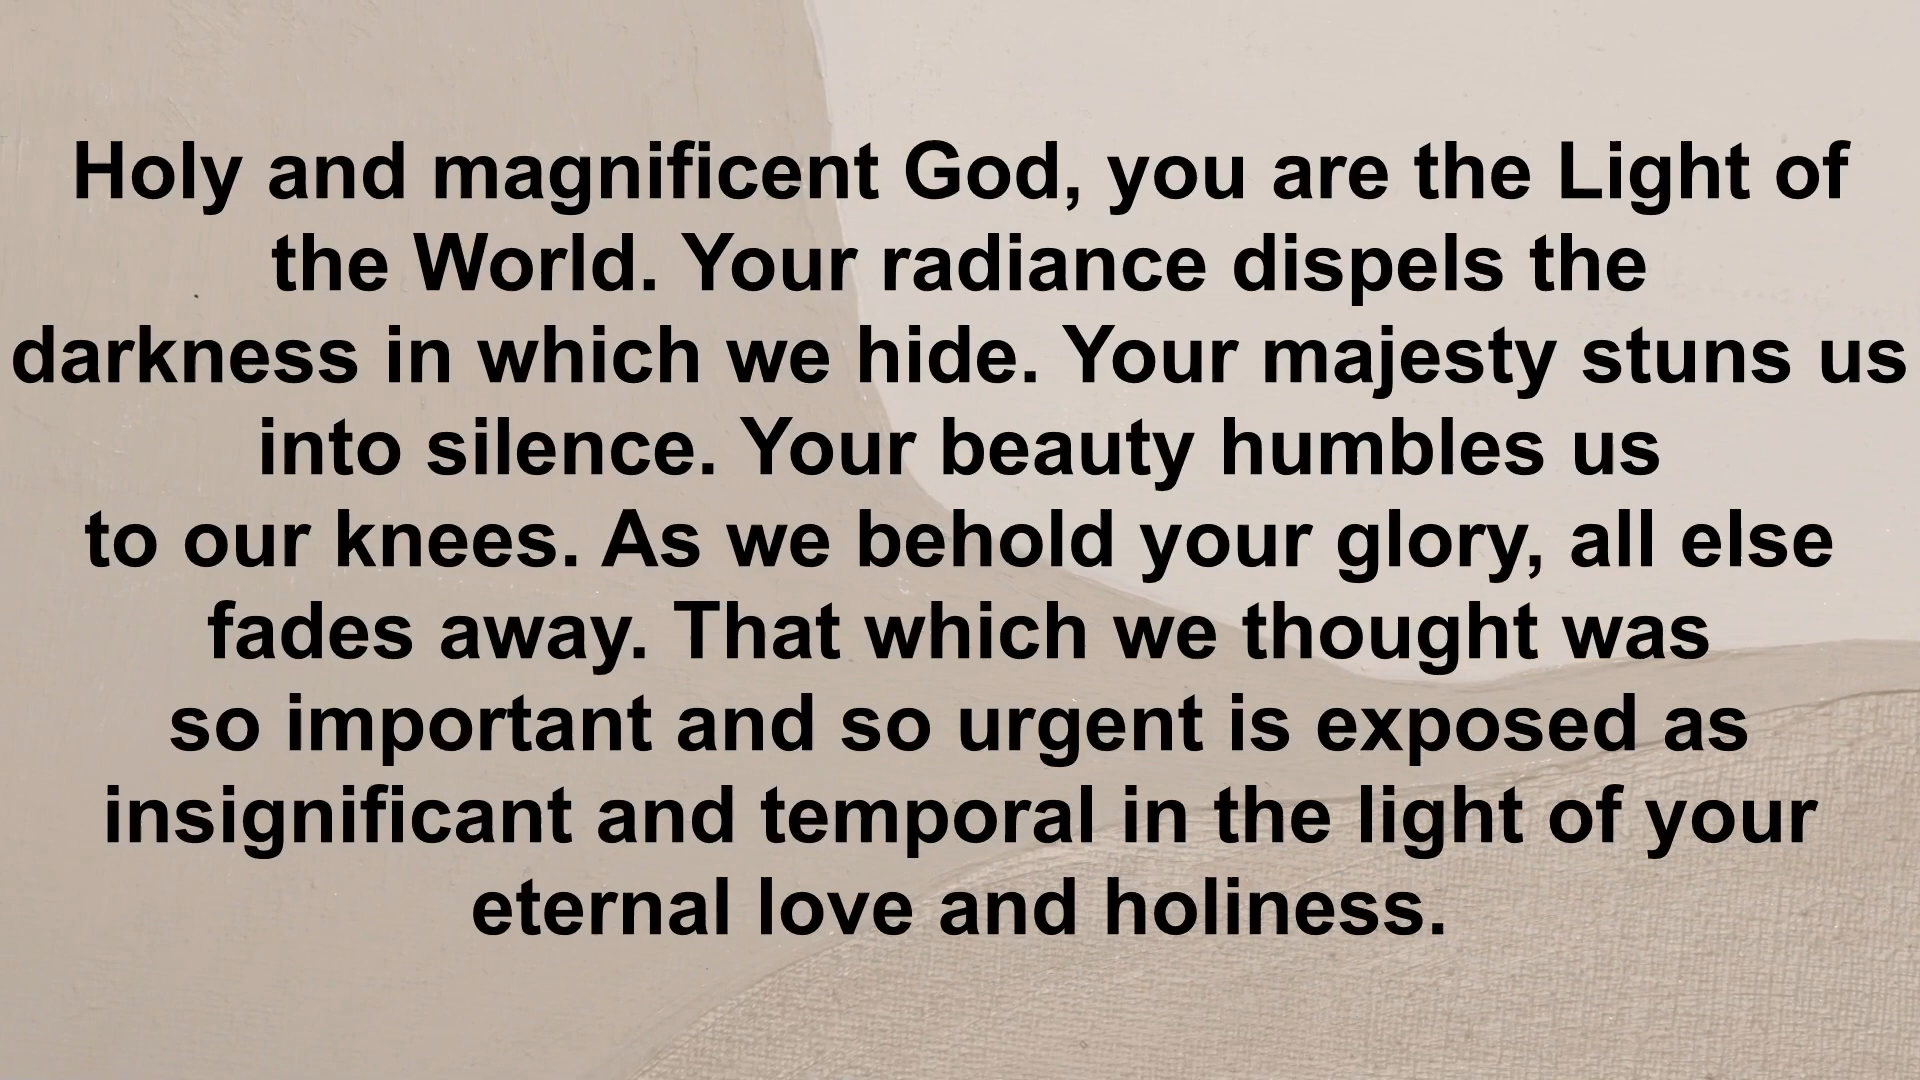 Holy and magnificent God, you are the Light of
the World. Your radiance dispels the
darkness in which we hide. Your majesty stuns us
into silence. Your beauty humbles us
to our knees. As we behold your glory, all else
fades away. That which we thought was
so important and so urgent is exposed as
insignificant and temporal in the light of your
eternal love and holiness.